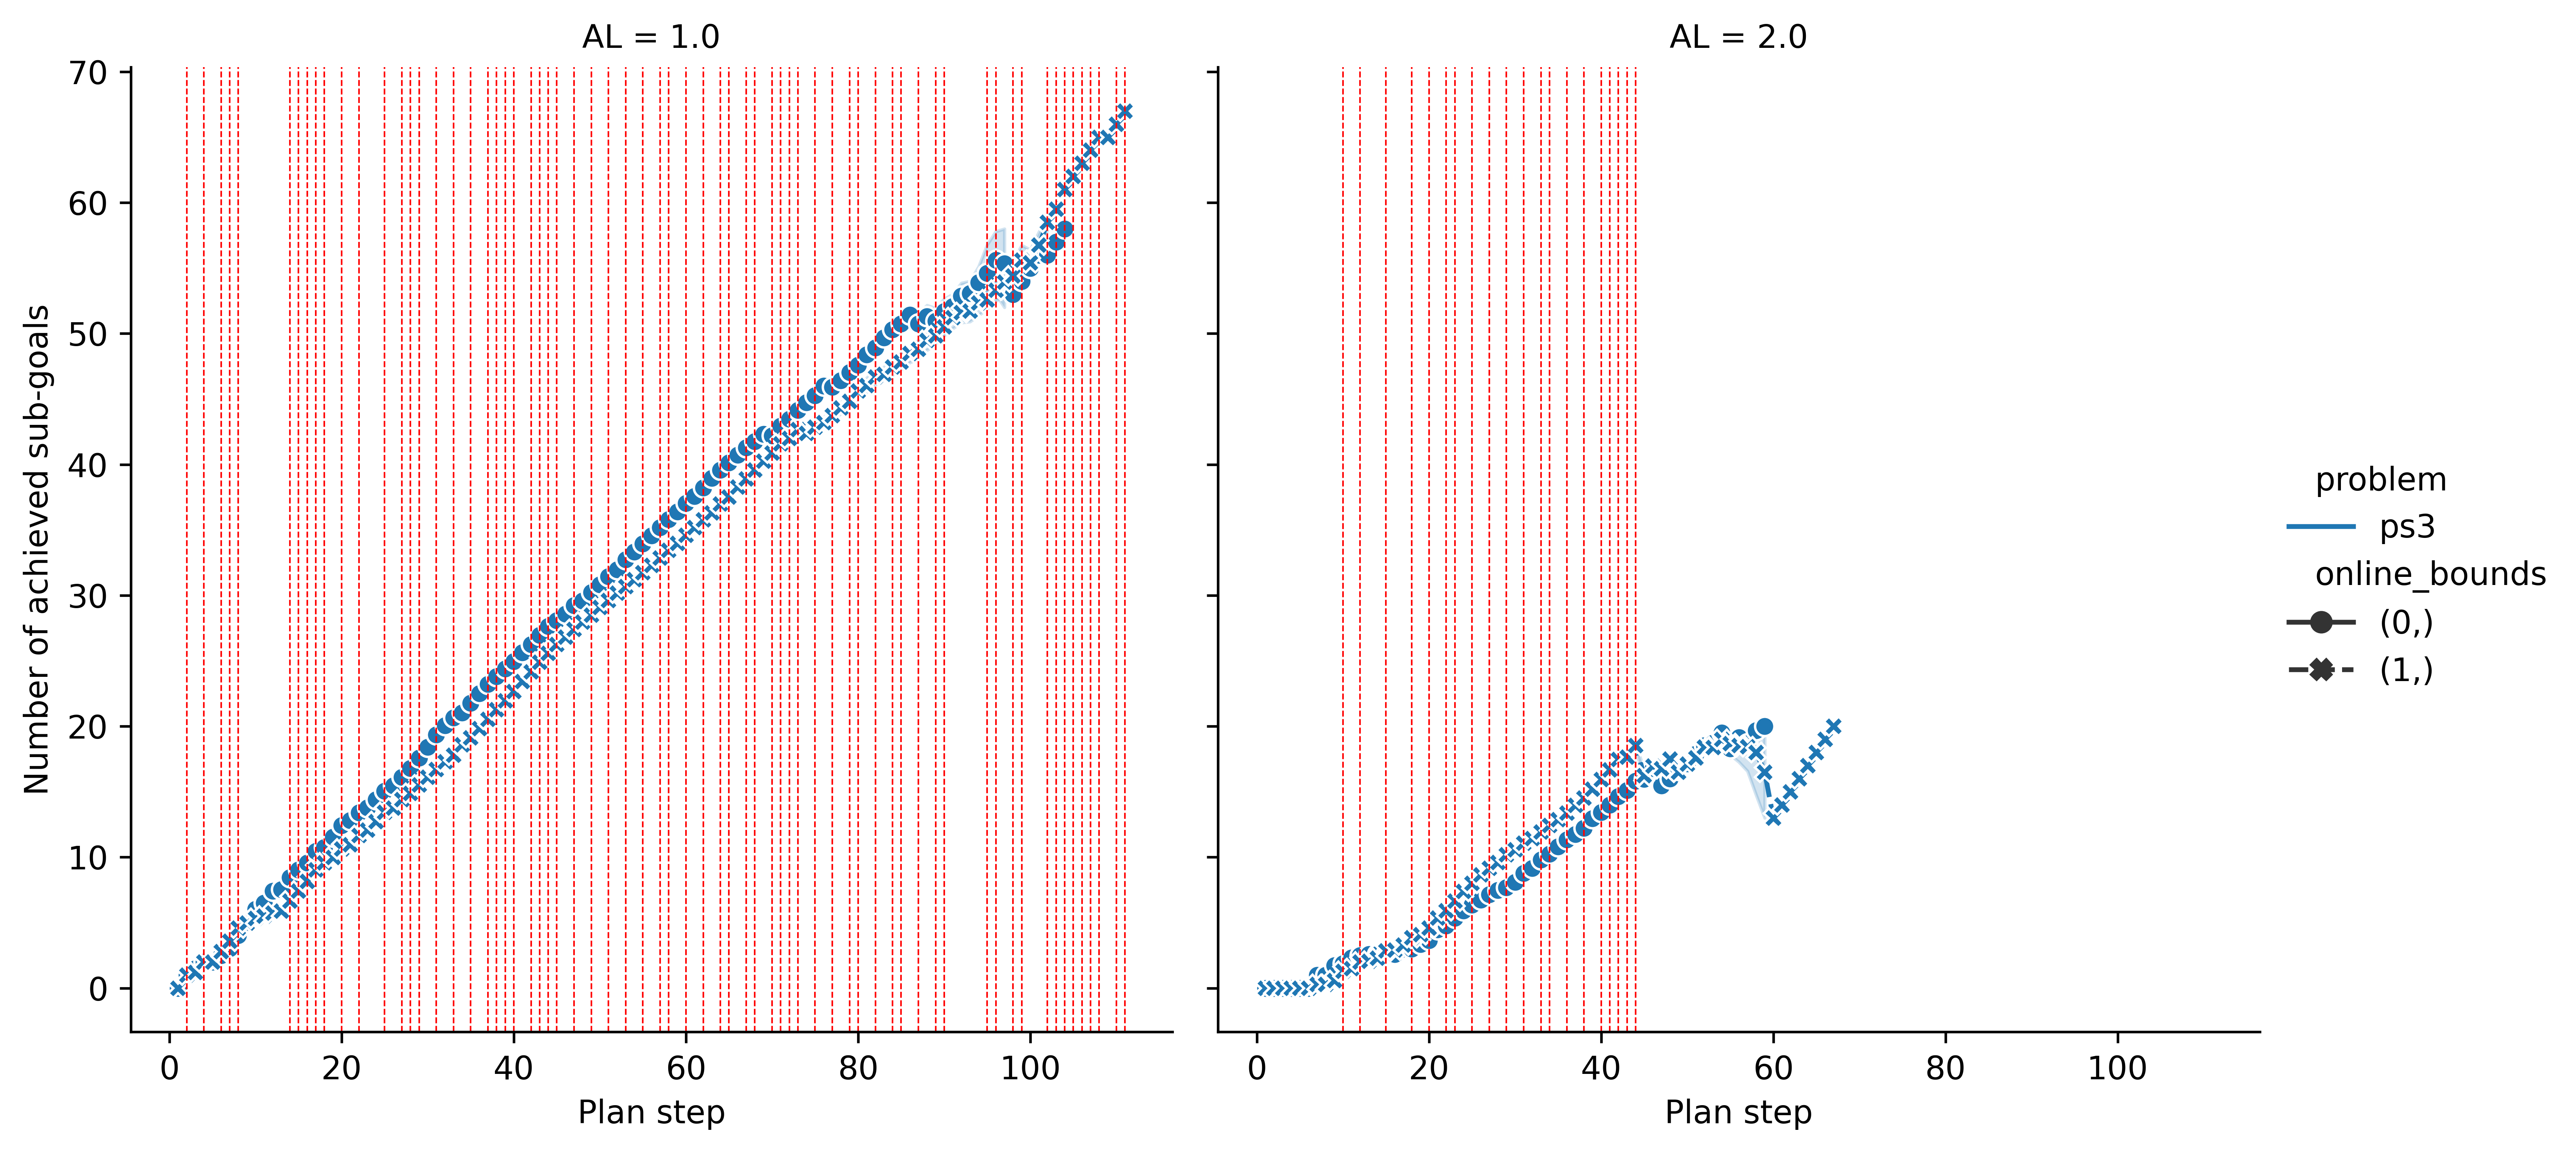 AL = 1.0
AL = 2.0
Number of achieved sub-goals
70
60
50
40
30
20
10
0
0 20 40 60 80 100
0 20 40 60 80 100
Plan step
Plan step
problem
ps3
online_bounds
(0,)
(1,)